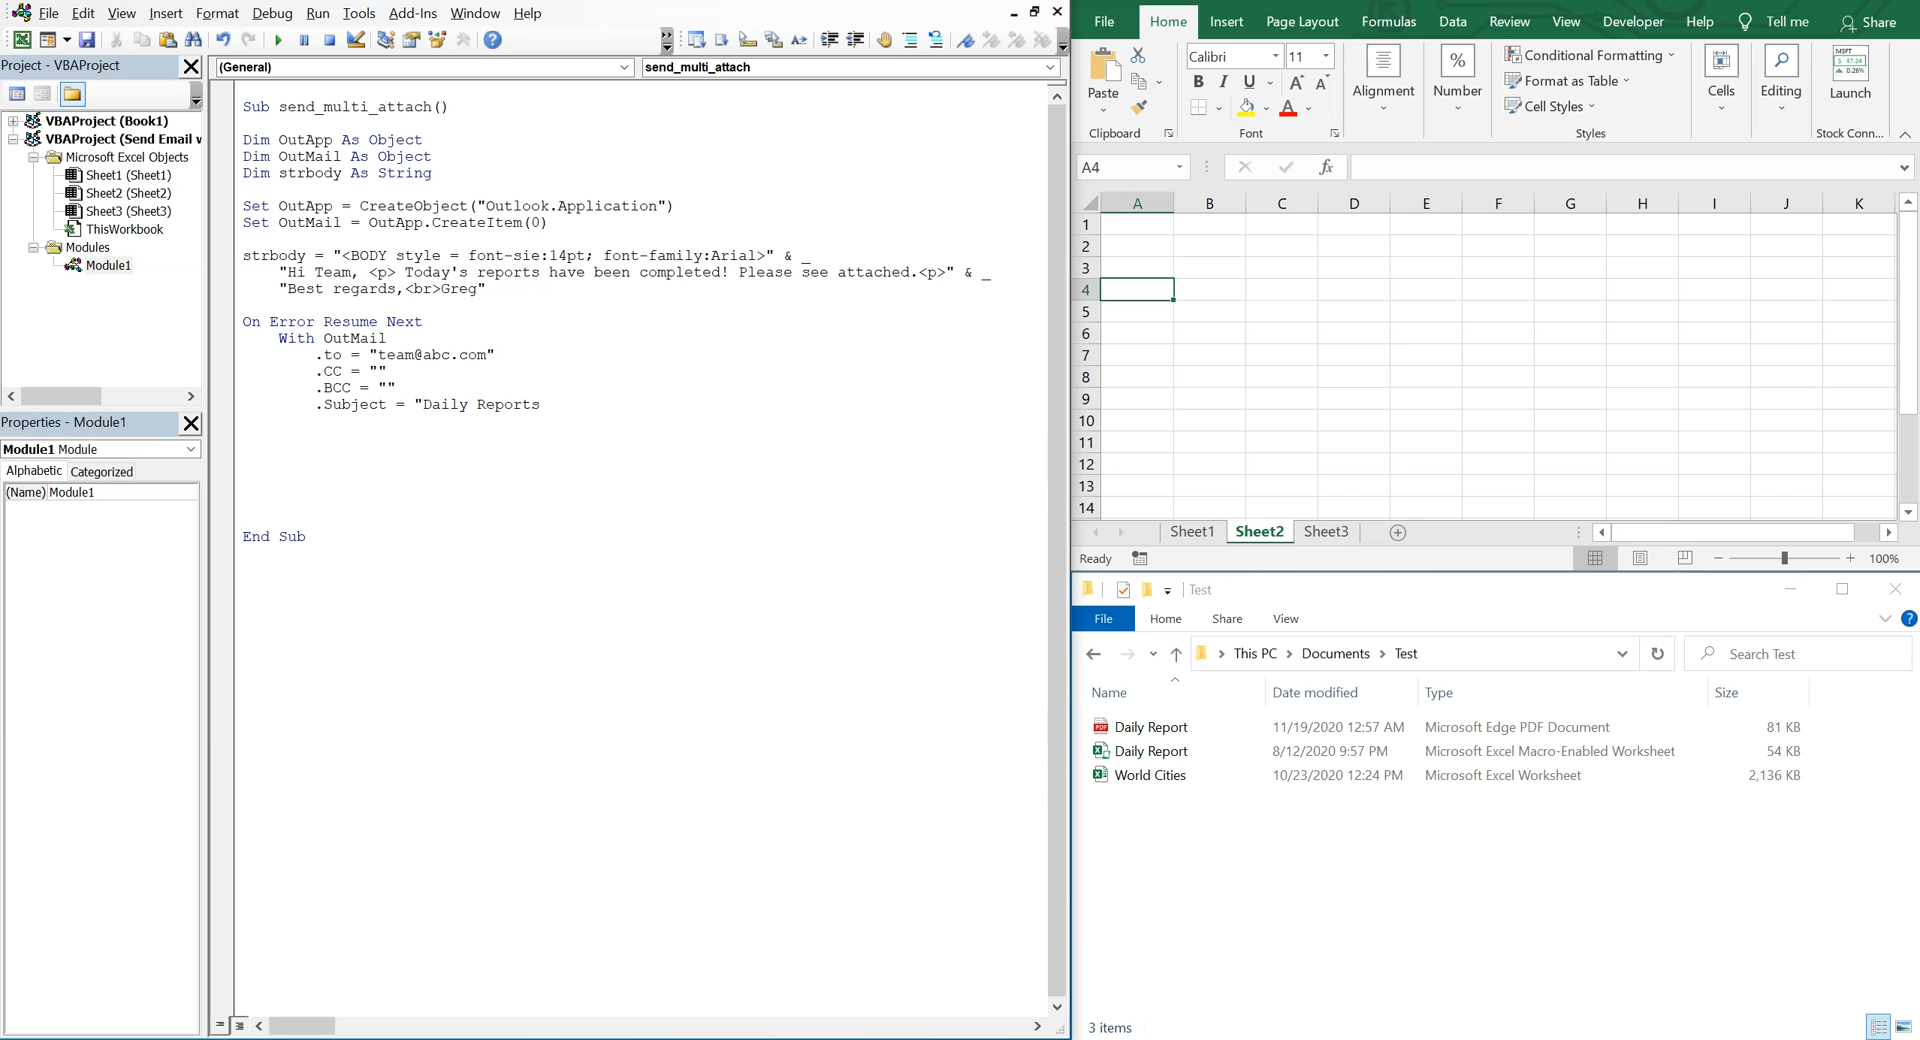 File Edit View Insert Format Debug Run Tools Add-Ins Window Help
Project - VBAProject
VBAProject (Book1)
VBAProject (Send Email w
Microsoft Excel Objects
Sheet1 (Sheet1)
Sheet2 (Sheet2)
Sheet3 (Sheet3)
ThisWorkbook
Modules
Module1
Properties - Module1
Module1 Module
Alphabetic Categorized
(Name) Module1
(General) send_multi_attach
Sub send_multi_attach()
Dim OutApp As Object
Dim OutMail As Object
Dim strbody As String
Set OutApp = CreateObject("Outlook.Application")
Set OutMail = OutApp.CreateItem(0)
strbody = "<BODY style = font-sie:14pt; font-family:Arial>" & _
"Hi Team, <p> Today's reports have been completed! Please see attached.<p>" & _
"Best regards,<br>Greg"
On Error Resume Next
With OutMail
.to = "team@abc.com"
.CC = ""
.BCC = ""
.Subject = "Daily Reports
End Sub
File Home Insert Page Layout Formulas Data Review View Developer Help Tell me Share
Calibri 11
Paste
B I U A A
A
Alignment
%
Number
Conditional Formatting
Format as Table
Cell Styles
Cells
Editing
MSFT
$ 47.24
0.26%
Launch
Clipboard Font Styles Stock Conn...
A4 fx
A B C D E F G H I J K
1
2
3
4
5
6
7
8
9
10
11
12
13
14
Sheet1 Sheet2 Sheet3
Ready 100%
Test
File Home Share View
This PC > Documents > Test Search Test
Name Date modified Type Size
Daily Report 11/19/2020 12:57 AM Microsoft Edge PDF Document 81 KB
Daily Report 8/12/2020 9:57 PM Microsoft Excel Macro-Enabled Worksheet 54 KB
World Cities 10/23/2020 12:24 PM Microsoft Excel Worksheet 2,136 KB
3 items